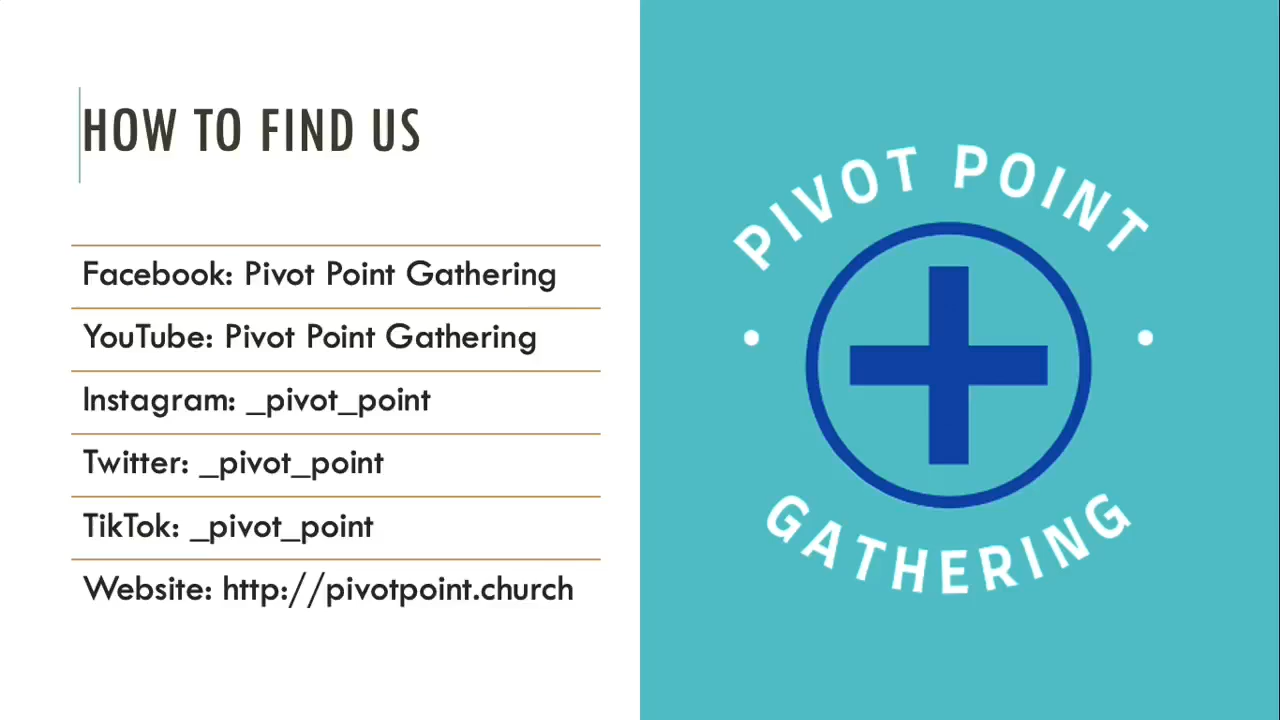 HOW TO FIND US
Facebook: Pivot Point Gathering
YouTube: Pivot Point Gathering
Instagram: _pivot_point
Twitter: _pivot_point
TikTok: _pivot_point
Website: http://pivotpoint.church
PIVOT POINT
GATHERING